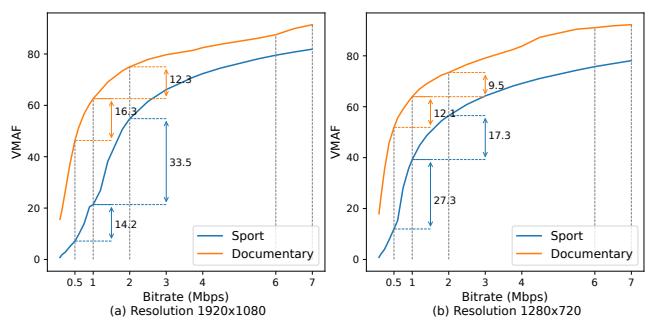 80
60
40
20
0
VMAF
12.3
16.3
33.5
14.2
Sport
Documentary
0.5 1 2 3 4 6 7
Bitrate (Mbps)
(a) Resolution 1920x1080
80
60
40
20
0
VMAF
9.5
12.1
17.3
27.3
Sport
Documentary
0.5 1 2 3 4 6 7
Bitrate (Mbps)
(b) Resolution 1280x720